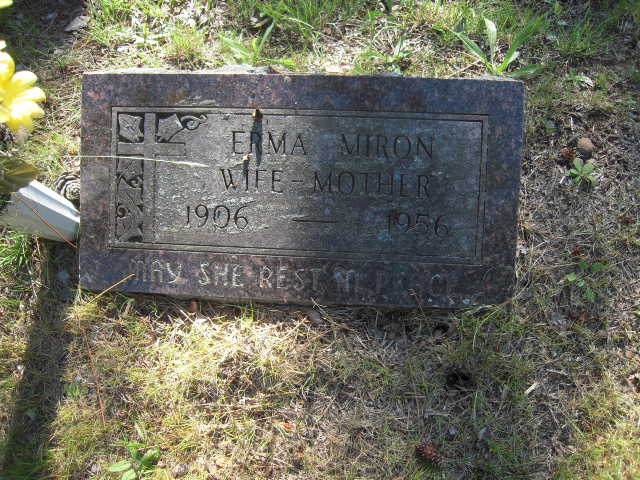 ERMA MIRON
WIFE-MOTHER
1906 — 1956
MAY SHE REST IN PEACE